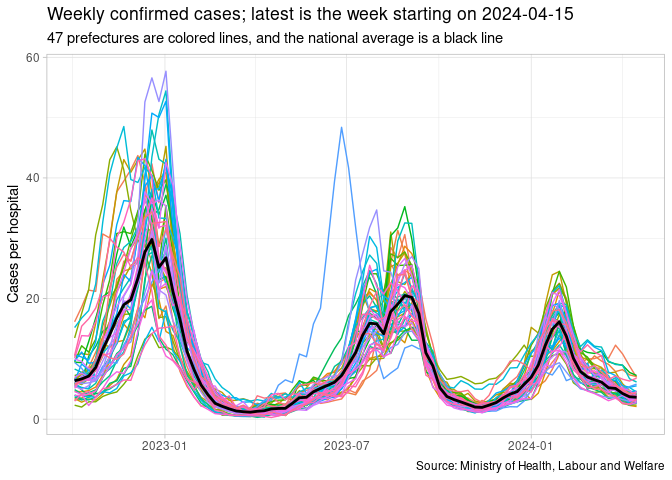 Weekly confirmed cases; latest is the week starting on 2024-04-15
47 prefectures are colored lines, and the national average is a black line
Cases per hospital
60
40
20
0
2023-01
2023-07
2024-01
Source: Ministry of Health, Labour and Welfare